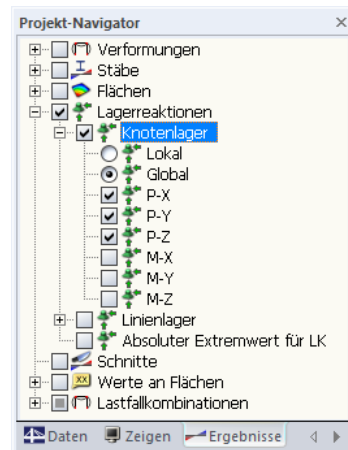 Projekt-Navigator
Verformungen
Stäbe
Flächen
Lagerreaktionen
Knotenlager
Lokal
Global
P-X
P-Y
P-Z
M-X
M-Y
M-Z
Linienlager
Absoluter Extremwert für LK
Schnitte
Werte an Flächen
Lastfallkombinationen
Daten Zeigen Ergebnisse